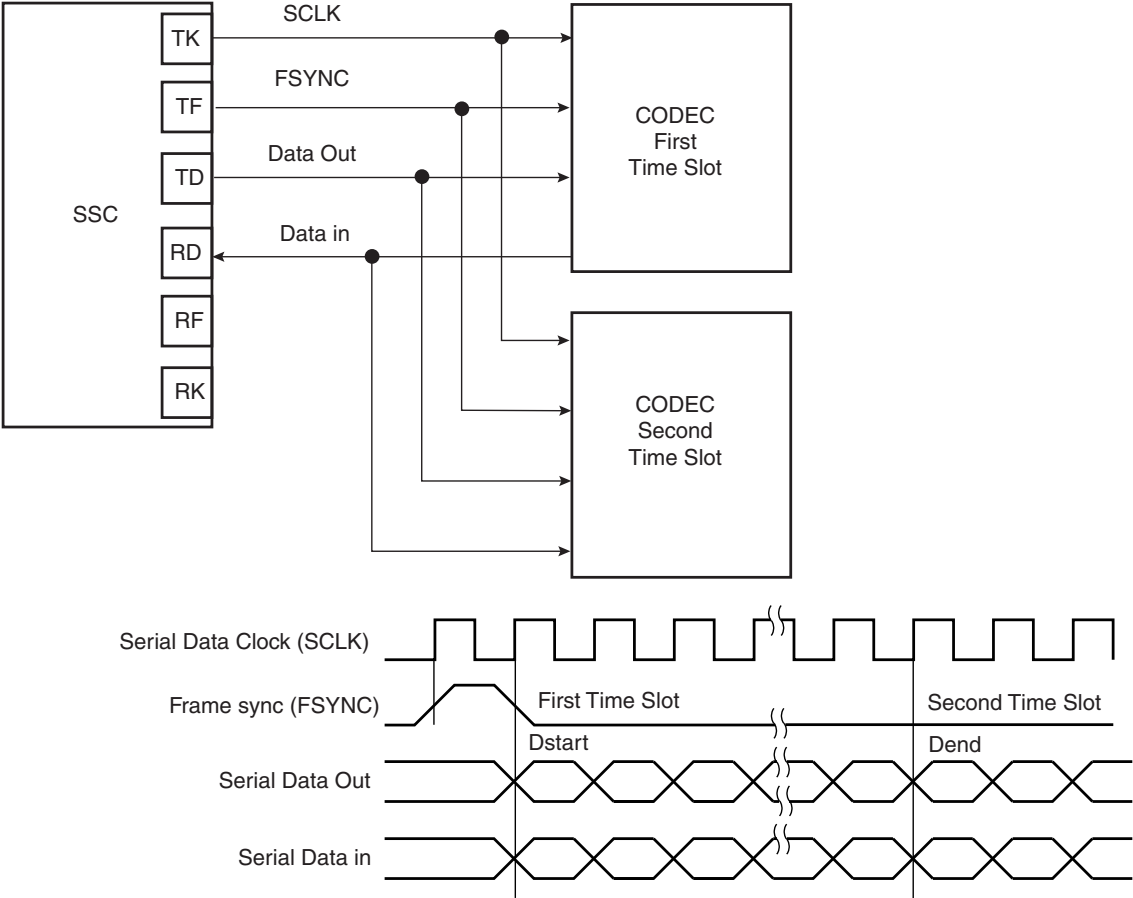 SCLK
TK
FSYNC
TF
CODEC
First
Time Slot
Data Out
TD
SSC
Data in
RD
RF
RK
CODEC
Second
Time Slot
Serial Data Clock (SCLK)
Frame sync (FSYNC)
First Time Slot
Second Time Slot
Dstart
Dend
Serial Data Out
Serial Data in